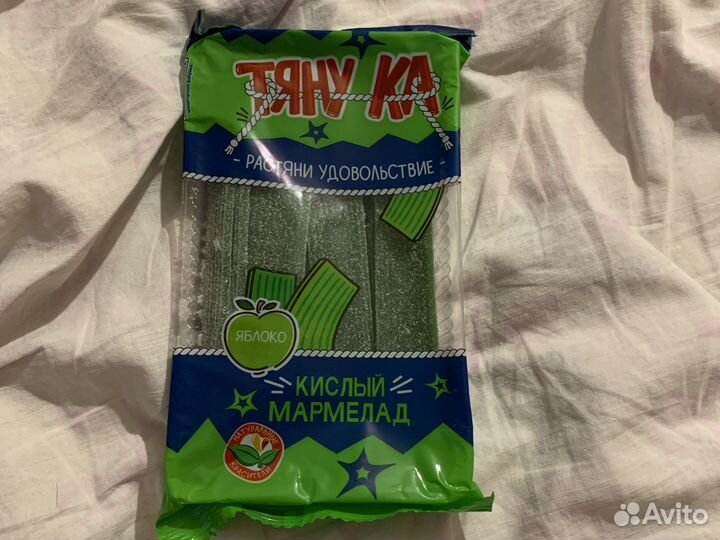 ТЯНУ КА
- РАСТЯНИ УДОВОЛЬСТВИЕ -
ЯБЛОКО
КИСЛЫЙ
МАРМЕЛАД
НАТУРАЛЬНЫЕ
КРАСИТЕЛИ
Avito